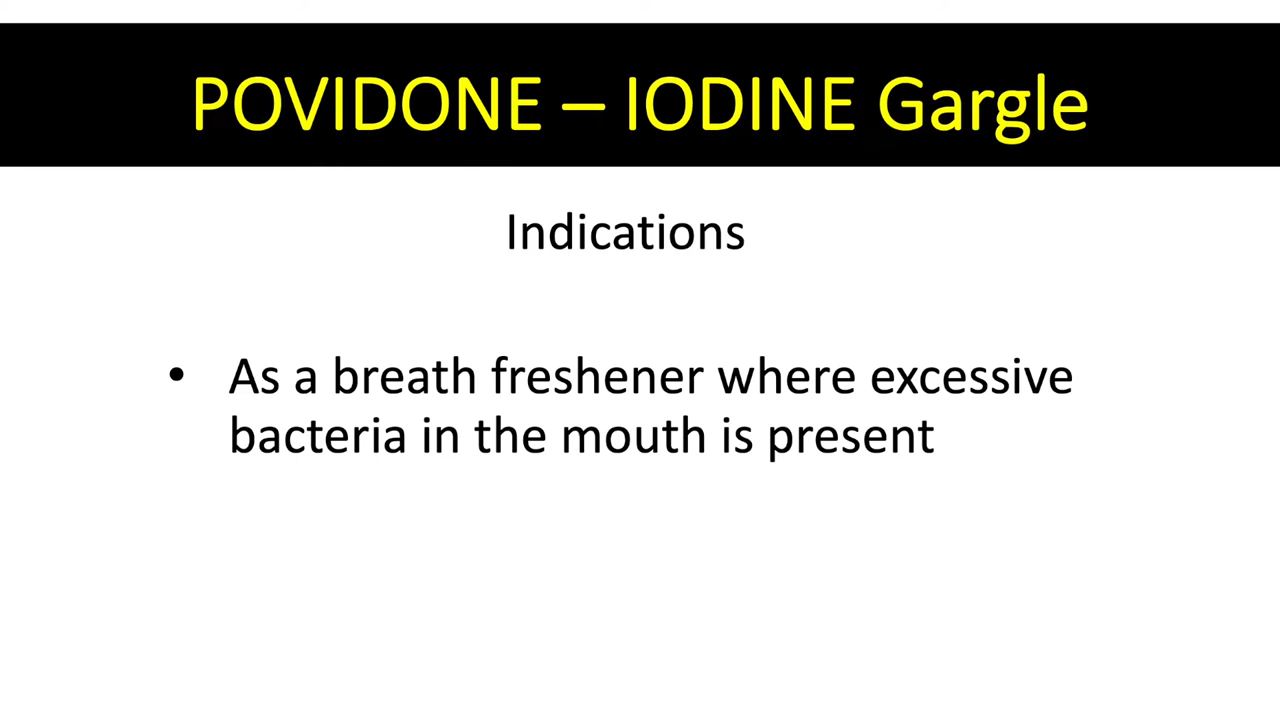 POVIDONE – IODINE Gargle
Indications
• As a breath freshener where excessive
bacteria in the mouth is present